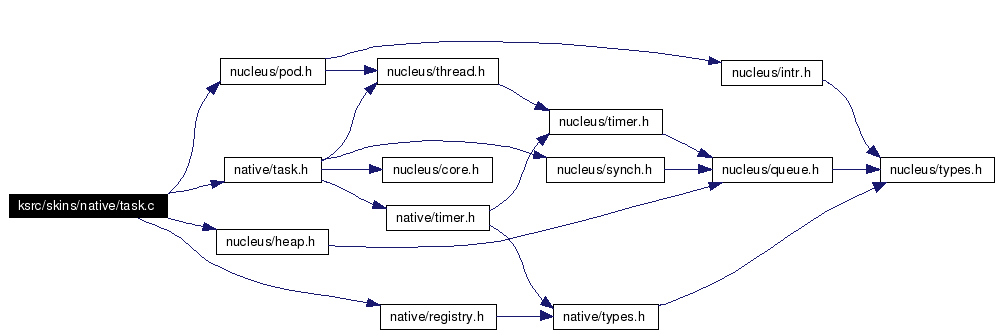 nucleus/pod.h
nucleus/thread.h
nucleus/intr.h
nucleus/timer.h
native/task.h
nucleus/core.h
nucleus/synch.h
nucleus/queue.h
nucleus/types.h
ksrc/skins/native/task.c
native/timer.h
nucleus/heap.h
native/registry.h
native/types.h